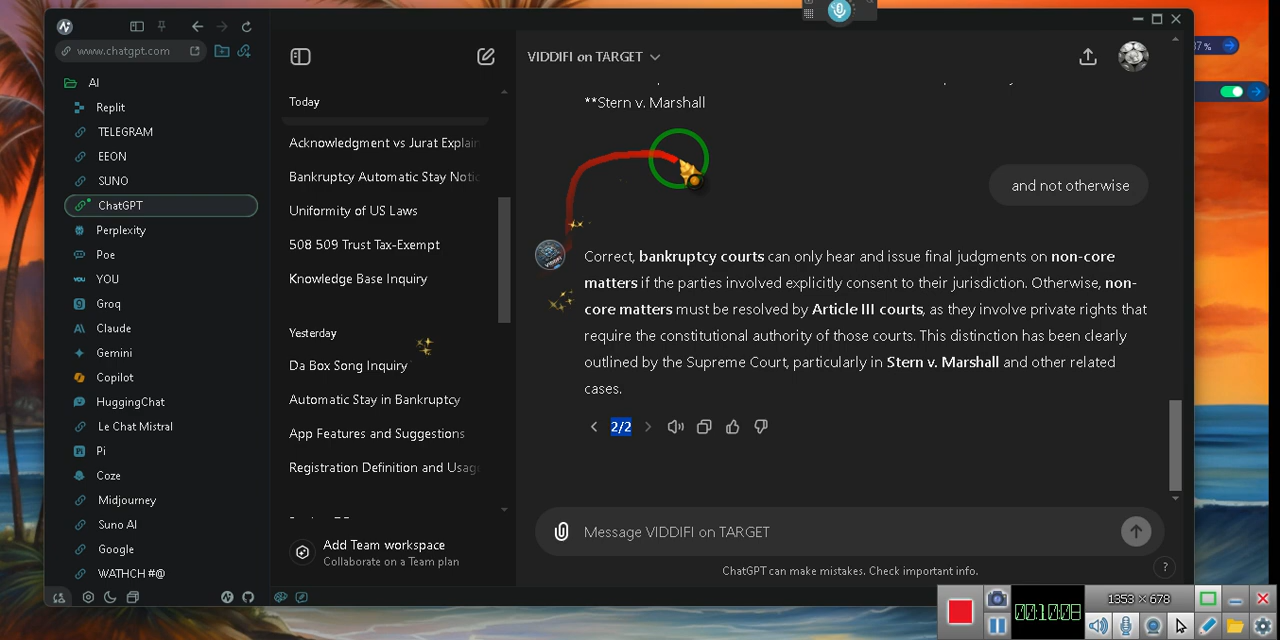 www.chatgpt.com
AI
Replit
TELEGRAM
EEON
SUNO
ChatGPT
Perplexity
Poe
YOU
Groq
Claude
Gemini
Copilot
HuggingChat
Le Chat Mistral
Pi
Coze
Midjourney
Suno AI
Google
WATHCH #@
Today
Acknowledgment vs Jurat Explain
Bankruptcy Automatic Stay Notic
Uniformity of US Laws
508 509 Trust Tax-Exempt
Knowledge Base Inquiry
Yesterday
Da Box Song Inquiry
Automatic Stay in Bankruptcy
App Features and Suggestions
Registration Definition and Usag
Add Team workspace
Collaborate on a Team plan
VIDDIFI on TARGET
**Stern v. Marshall
and not otherwise
Correct, bankruptcy courts can only hear and issue final judgments on non-core
matters if the parties involved explicitly consent to their jurisdiction. Otherwise, non-
core matters must be resolved by Article III courts, as they involve private rights that
require the constitutional authority of those courts. This distinction has been clearly
outlined by the Supreme Court, particularly in Stern v. Marshall and other related
cases.
2/2
Message VIDDIFI on TARGET
ChatGPT can make mistakes. Check important info.
?
37%
00:10:08
1353 × 678